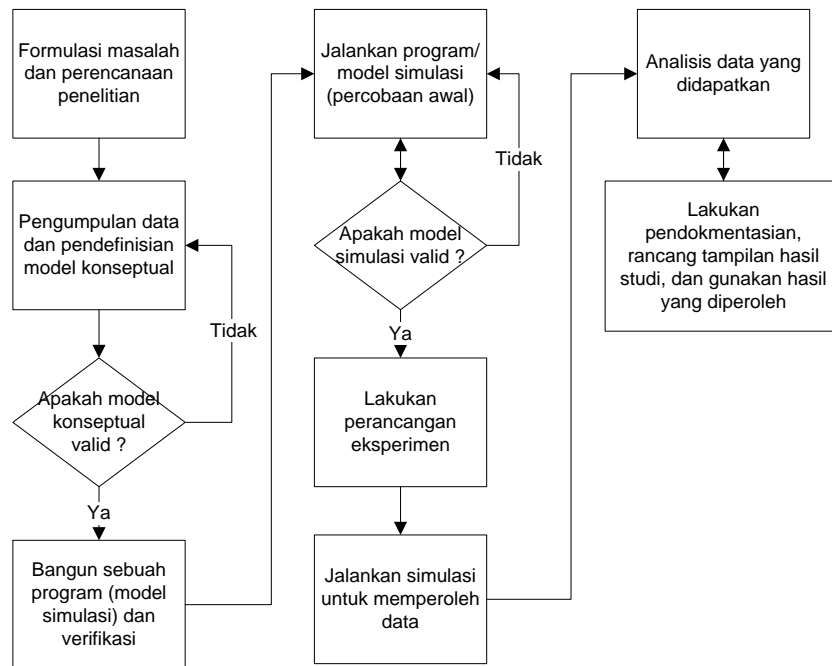 Formulasi masalah
dan perencanaan
penelitian
Pengumpulan data
dan pendefinisian
model konseptual
Tidak
Apakah model
konseptual
valid ?
Ya
Bangun sebuah
program (model
simulasi) dan
verifikasi
Jalankan program/
model simulasi
(percobaan awal)
Tidak
Apakah model
simulasi valid ?
Ya
Lakukan
perancangan
eksperimen
Jalankan simulasi
untuk memperoleh
data
Analisis data yang
didapatkan
Lakukan
pendokmentasian,
rancang tampilan hasil
studi, dan gunakan hasil
yang diperoleh